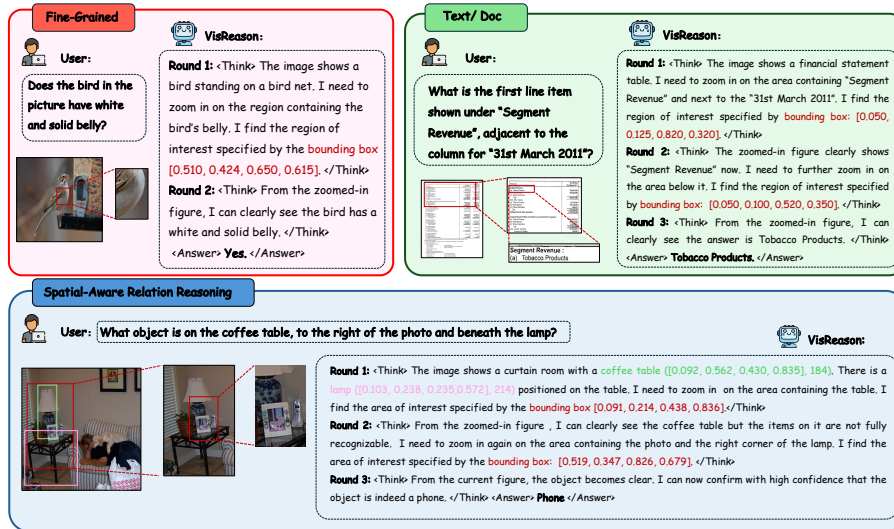 Fine-Grained
User:
Does the bird in the
picture have white
and solid belly?
VisReason:
Round 1: <Think> The image shows a
bird standing on a bird net. I need to
zoom in on the region containing the
bird's belly. I find the region of
interest specified by the bounding box
[0.510, 0.424, 0.650, 0.615]. </Think>
Round 2: <Think> From the zoomed-in
figure, I can clearly see the bird has a
white and solid belly. </Think>
<Answer> Yes. </Answer>
Text/ Doc
User:
What is the first line item
shown under "Segment
Revenue", adjacent to the
column for "31st March 2011"?
Segment Revenue :
(a) Tobacco Products
VisReason:
Round 1: <Think> The image shows a financial statement
table. I need to zoom in on the area containing "Segment
Revenue" and next to the "31st March 2011". I find the
region of interest specified by bounding box: [0.050,
0.125, 0.820, 0.320]. </Think>
Round 2: <Think> The zoomed-in figure clearly shows
"Segment Revenue" now. I need to further zoom in on
the area below it. I find the region of interest specified
by bounding box: [0.050, 0.100, 0.520, 0.350]. </Think>
Round 3: <Think> From the zoomed-in figure, I can
clearly see the answer is Tobacco Products. </Think>
<Answer> Tobacco Products. </Answer>
Spatial-Aware Relation Reasoning
User: What object is on the coffee table, to the right of the photo and beneath the lamp?
VisReason:
Round 1: <Think> The image shows a curtain room with a coffee table ([0.092, 0.562, 0.430, 0.835], 184). There is a
lamp ([0.103, 0.238, 0.235,0.572], 214) positioned on the table. I need to zoom in on the area containing the table. I
find the area of interest specified by the bounding box [0.091, 0.214, 0.438, 0.836].</Think>
Round 2: <Think> From the zoomed-in figure , I can clearly see the coffee table but the items on it are not fully
recognizable. I need to zoom in again on the area containing the photo and the right corner of the lamp. I find the
area of interest specified by the bounding box: [0.519, 0.347, 0.826, 0.679]. </Think>
Round 3: <Think> From the current figure, the object becomes clear. I can now confirm with high confidence that the
object is indeed a phone. </Think> <Answer> Phone </Answer>